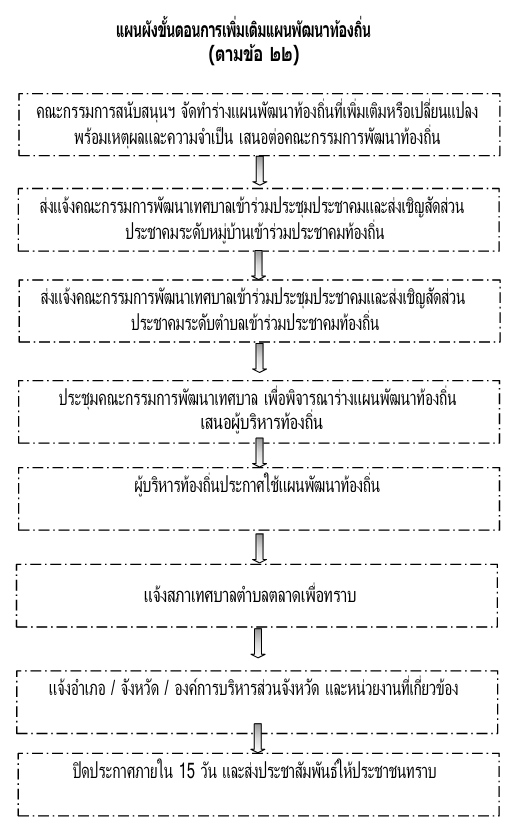 แผนผังขั้นตอนการเพิ่มเติมแผนพัฒนาท้องถิ่น
(ตามข้อ ๒๒)
คณะกรรมการสนับสนุนฯ จัดทำร่างแผนพัฒนาท้องถิ่นที่เพิ่มเติมหรือเปลี่ยนแปลง
พร้อมเหตุผลและความจำเป็น เสนอต่อคณะกรรมการพัฒนาท้องถิ่น
ส่งแจ้งคณะกรรมการพัฒนาเทศบาลเข้าร่วมประชุมประชาคมและส่งเชิญสัดส่วน
ประชาคมระดับหมู่บ้านเข้าร่วมประชาคมท้องถิ่น
ส่งแจ้งคณะกรรมการพัฒนาเทศบาลเข้าร่วมประชุมประชาคมและส่งเชิญสัดส่วน
ประชาคมระดับตำบลเข้าร่วมประชาคมท้องถิ่น
ประชุมคณะกรรมการพัฒนาเทศบาล เพื่อพิจารณาร่างแผนพัฒนาท้องถิ่น
เสนอผู้บริหารท้องถิ่น
ผู้บริหารท้องถิ่นประกาศใช้แผนพัฒนาท้องถิ่น
แจ้งสภาเทศบาลตำบลตลาดเพื่อทราบ
แจ้งอำเภอ / จังหวัด / องค์การบริหารส่วนจังหวัด และหน่วยงานที่เกี่ยวข้อง
ปิดประกาศภายใน 15 วัน และส่งประชาสัมพันธ์ให้ประชาชนทราบ